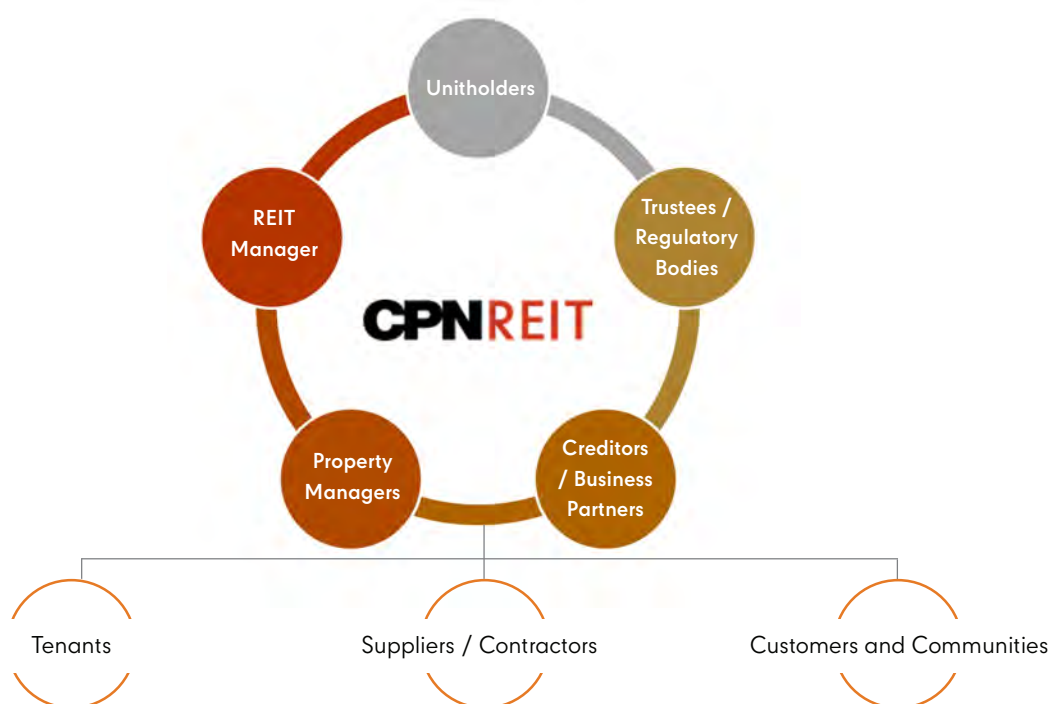 Unitholders
REIT
Manager
Trustees /
Regulatory
Bodies
CPNREIT
Property
Managers
Creditors
/ Business
Partners
Tenants
Suppliers / Contractors
Customers and Communities